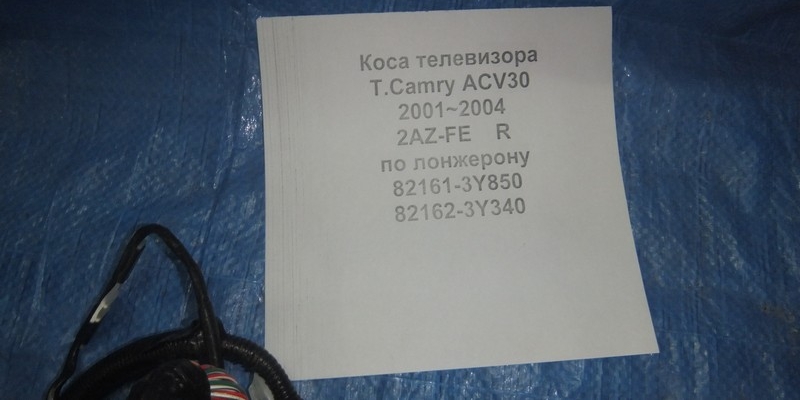 Коса телевизора
T.Camry ACV30
2001~2004
2AZ-FE R
по лонжерону
82161-3Y850
82162-3Y340